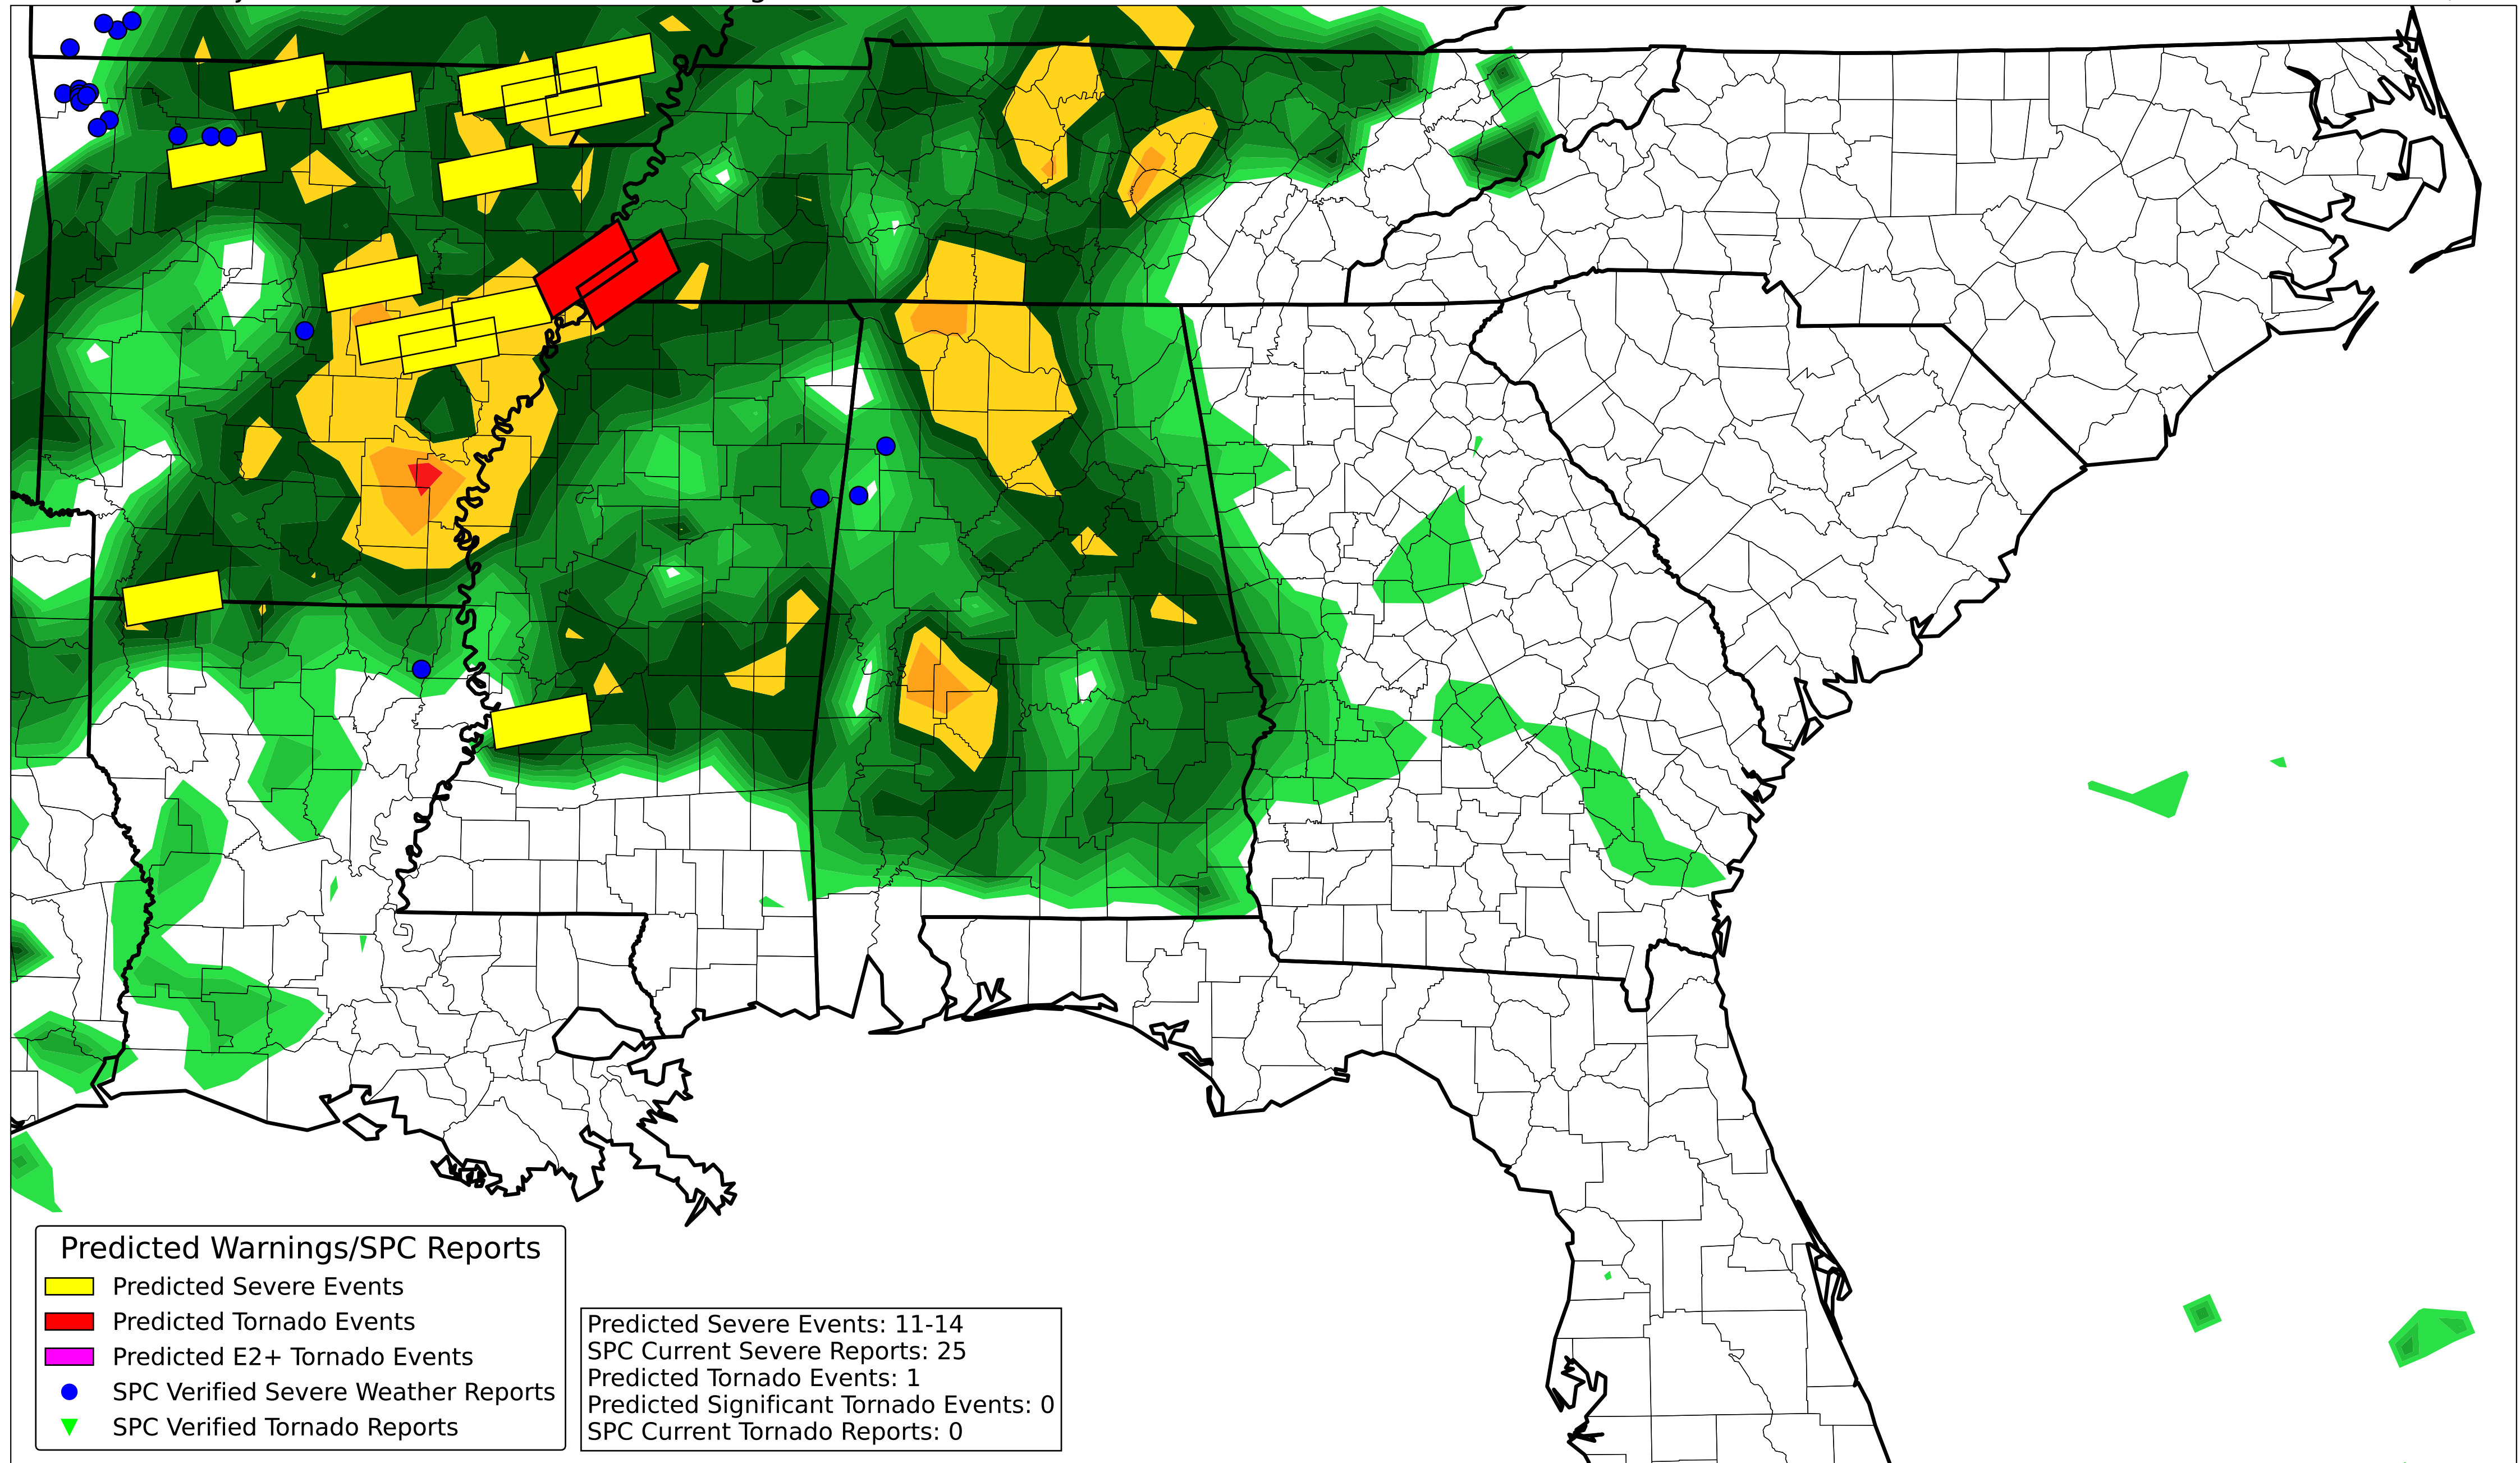 Predicted Warnings/SPC Reports
Predicted Severe Events
Predicted Tornado Events
Predicted E2+ Tornado Events
SPC Verified Severe Weather Reports
SPC Verified Tornado Reports
Predicted Severe Events: 11-14
SPC Current Severe Reports: 25
Predicted Tornado Events: 1
Predicted Significant Tornado Events: 0
SPC Current Tornado Reports: 0